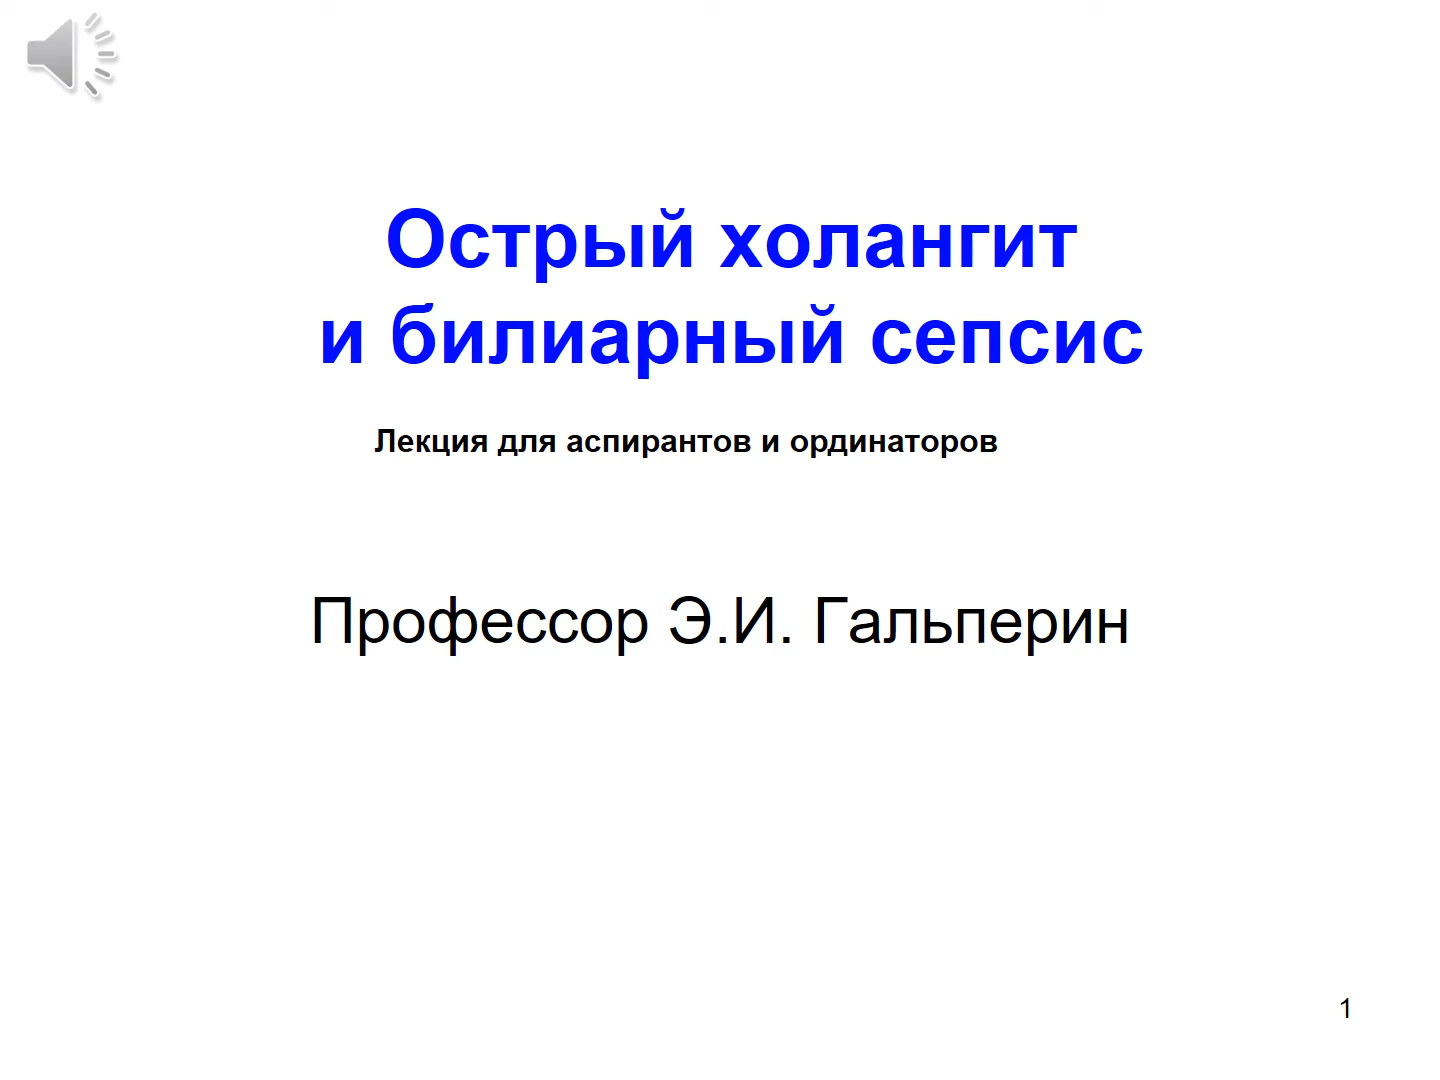 Острый холангит
и билиарный сепсис
Лекция для аспирантов и ординаторов
Профессор Э.И. Гальперин
1